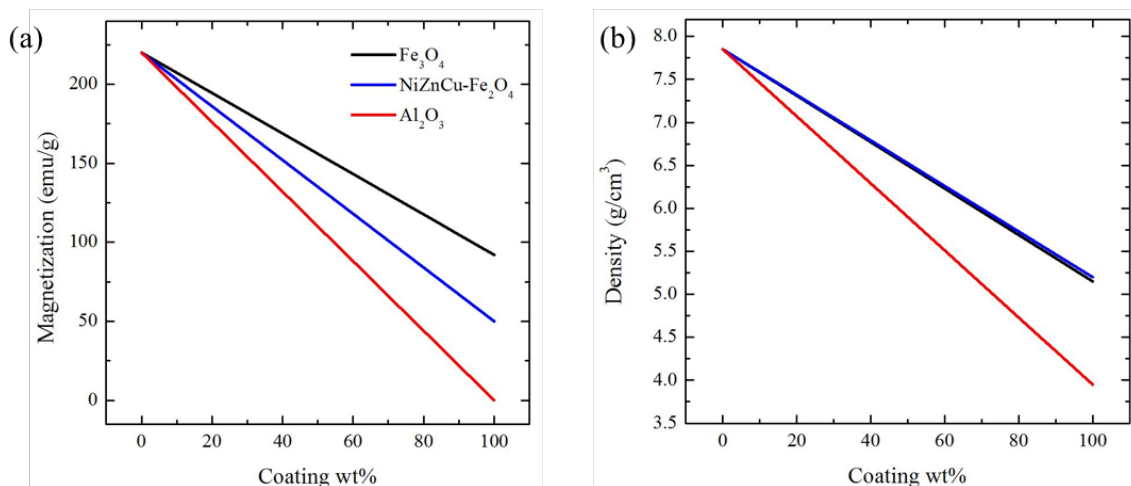 (a)
Magnetization (emu/g)
200
150
100
50
0
Fe₃O₄
NiZnCu-Fe₂O₄
Al₂O₃
0 20 40 60 80 100
Coating wt%
(b)
Density (g/cm³)
8.0
7.5
7.0
6.5
6.0
5.5
5.0
4.5
4.0
3.5
0 20 40 60 80 100
Coating wt%